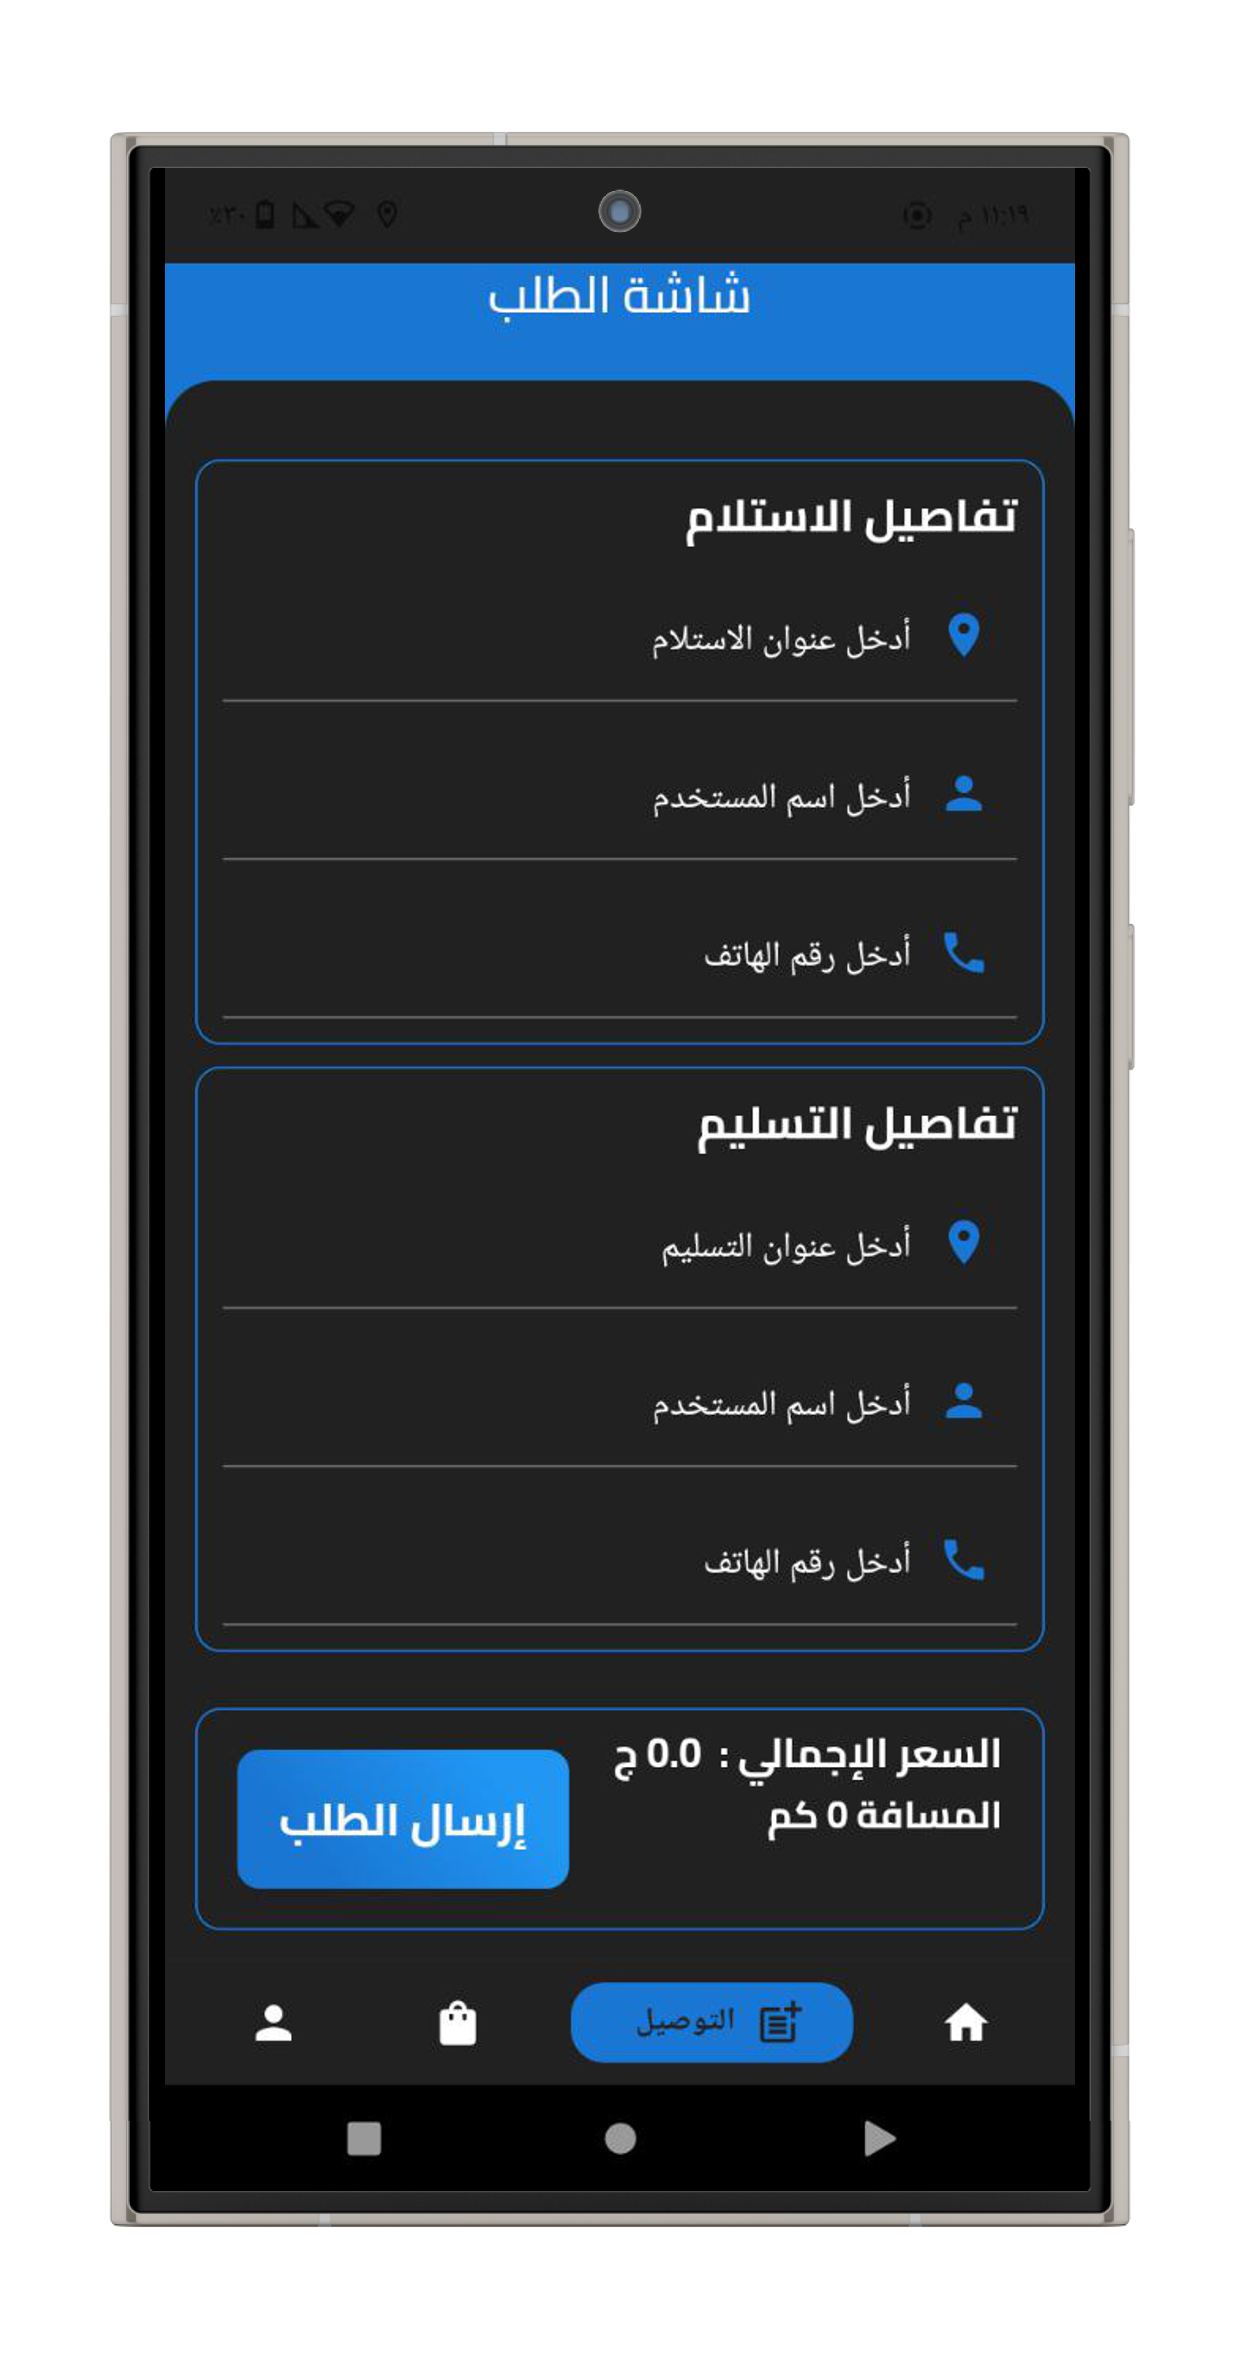 ١١:١٩ م
٪٣٠
شاشة الطلب
تفاصيل الاستلام
أدخل عنوان الاستلام
أدخل اسم المستخدم
أدخل رقم الهاتف
تفاصيل التسليم
أدخل عنوان التسليم
أدخل اسم المستخدم
أدخل رقم الهاتف
السعر الإجمالي : 0.0 ج
المسافة 0 كم
إرسال الطلب
التوصيل